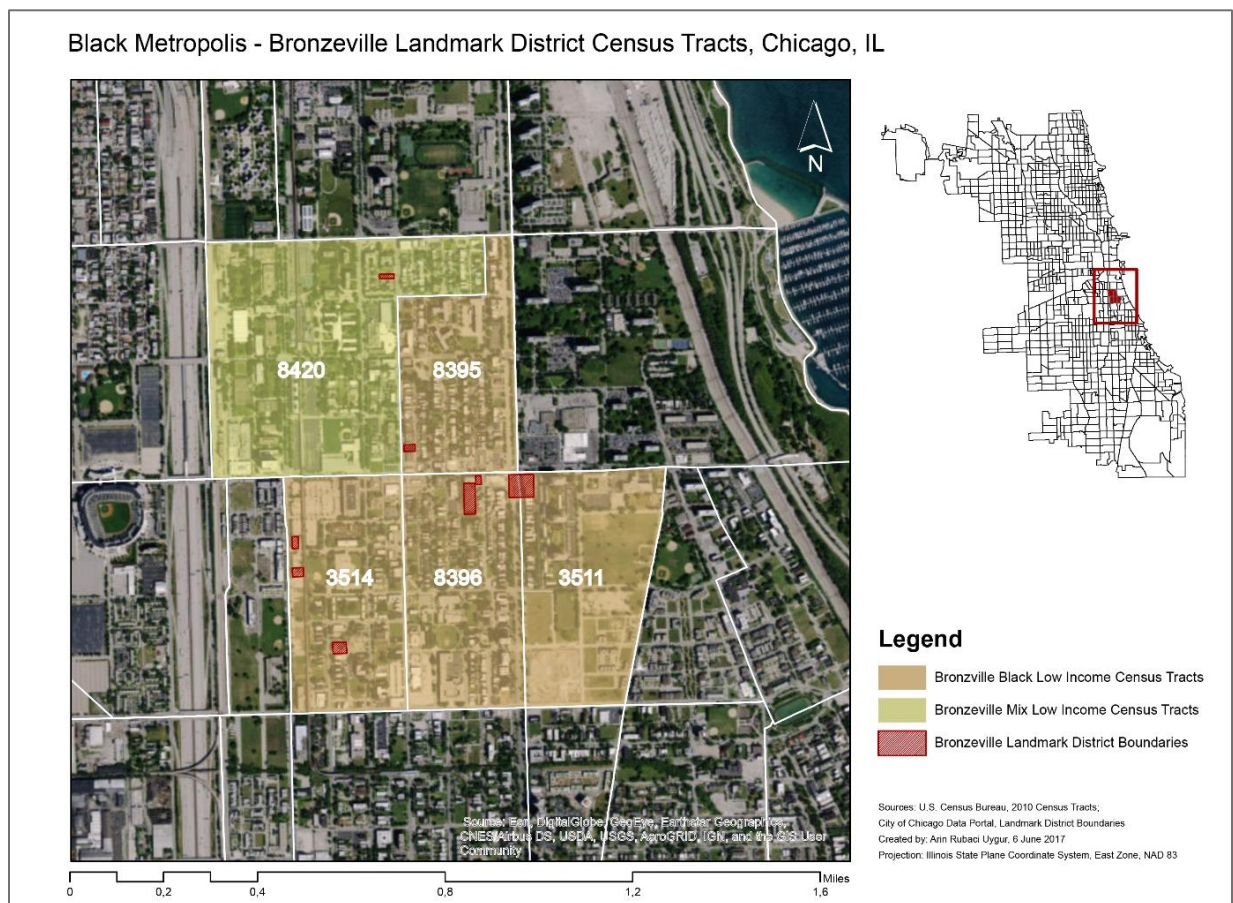 Black Metropolis - Bronzeville Landmark District Census Tracts, Chicago, IL
N
8420
8395
3514
8396
3511
Source: Esri, DigitalGlobe, GeoEye, Earthstar Geographics,
CNES/Airbus DS, USDA, USGS, AeroGRID, IGN, and the GIS User
Community
Miles
0 0,2 0,4 0,8 1,2 1,6
Legend
Bronzville Black Low Income Census Tracts
Bronzeville Mix Low Income Census Tracts
Bronzeville Landmark District Boundaries
Sources: U.S. Census Bureau, 2010 Census Tracts;
City of Chicago Data Portal, Landmark District Boundaries
Created by: Arin Rubaci Uygur, 6 June 2017
Projection: Illinois State Plane Coordinate System, East Zone, NAD 83